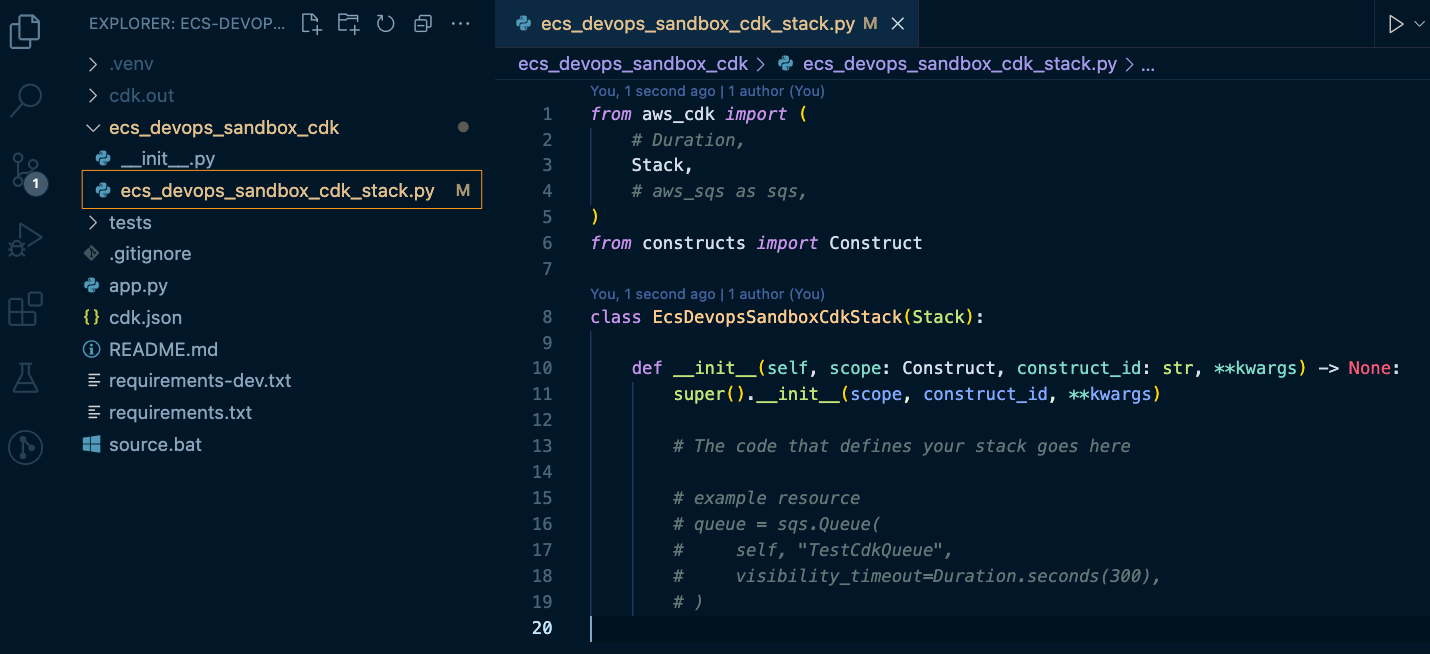 EXPLORER: ECS-DEVOP...
.venv
cdk.out
ecs_devops_sandbox_cdk
__init__.py
ecs_devops_sandbox_cdk_stack.py M
tests
.gitignore
app.py
{} cdk.json
README.md
requirements-dev.txt
requirements.txt
source.bat
1
ecs_devops_sandbox_cdk_stack.py M
ecs_devops_sandbox_cdk > ecs_devops_sandbox_cdk_stack.py > ...
You, 1 second ago | 1 author (You)
1 from aws_cdk import (
2     # Duration,
3     Stack,
4     # aws_sqs as sqs,
5 )
6 from constructs import Construct
7
You, 1 second ago | 1 author (You)
8 class EcsDevopsSandboxCdkStack(Stack):
9
10     def __init__(self, scope: Construct, construct_id: str, **kwargs) -> None:
11         super().__init__(scope, construct_id, **kwargs)
12
13         # The code that defines your stack goes here
14
15         # example resource
16         # queue = sqs.Queue(
17         #     self, "TestCdkQueue",
18         #     visibility_timeout=Duration.seconds(300),
19         # )
20